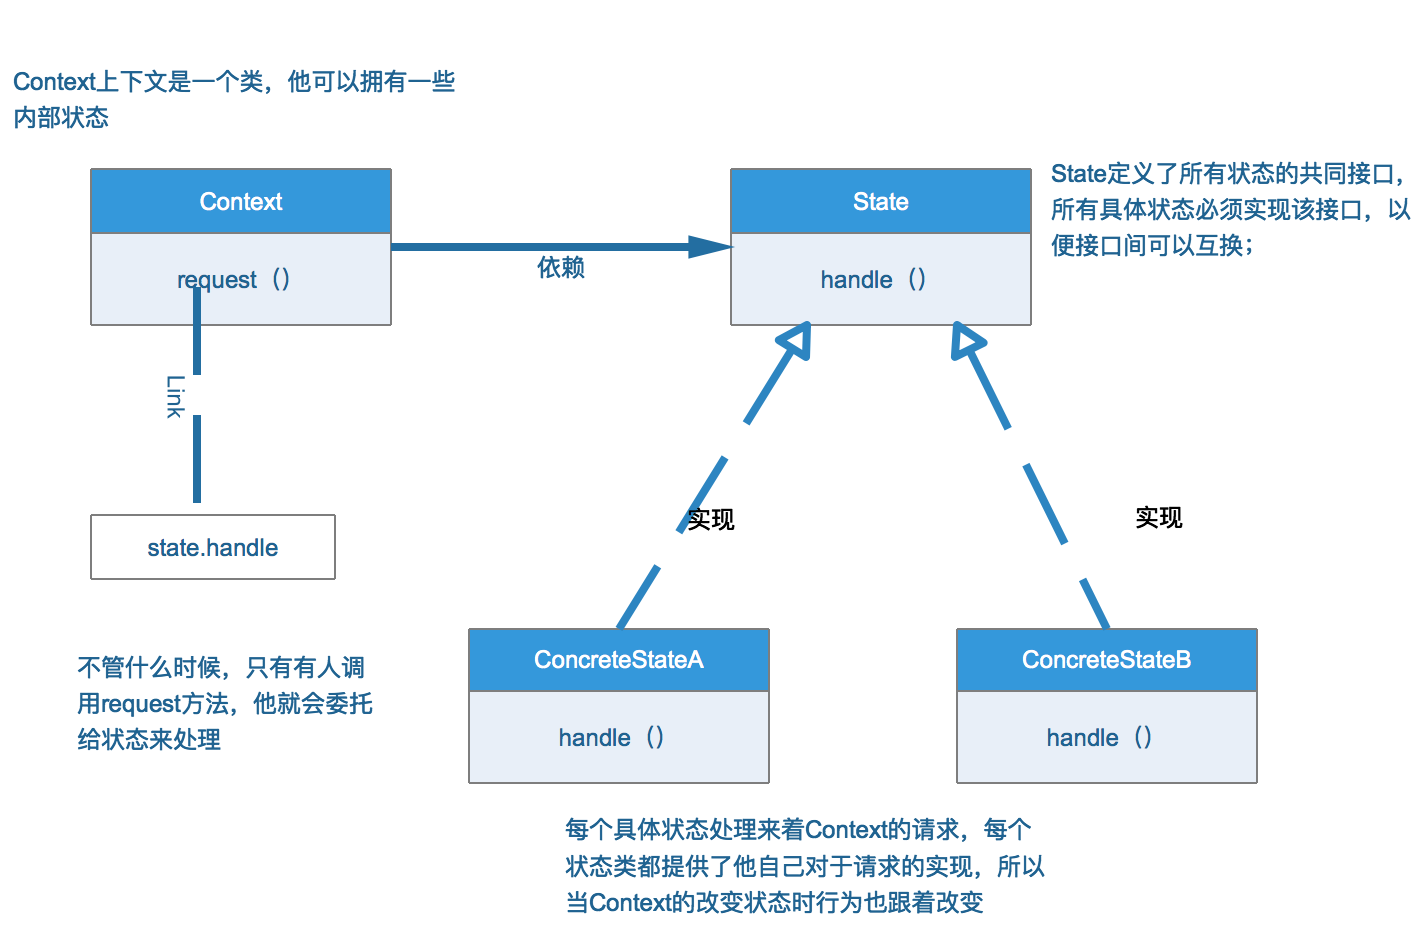 Context上下文是一个类，他可以拥有一些
内部状态
Context
request（）
State
handle（）
State定义了所有状态的共同接口，
所有具体状态必须实现该接口，以
便接口间可以互换；
依赖
Link
state.handle
实现
实现
不管什么时候，只有有人调
用request方法，他就会委托
给状态来处理
ConcreteStateA
handle（）
ConcreteStateB
handle（）
每个具体状态处理来着Context的请求，每个
状态类都提供了他自己对于请求的实现，所以
当Context的改变状态时行为也跟着改变